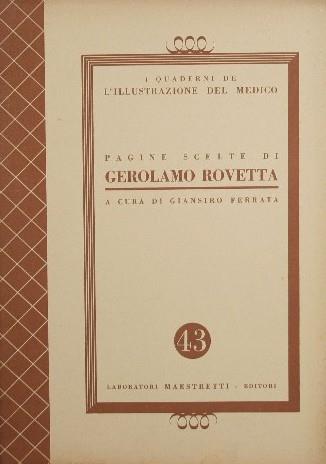 I QUADERNI DE
L'ILLUSTRAZIONE DEL MEDICO
PAGINE SCELTE DI
GEROLAMO ROVETTA
A CURA DI GIANSIRO FERRATA
43
LABORATORI MAESTRETTI - EDITORI